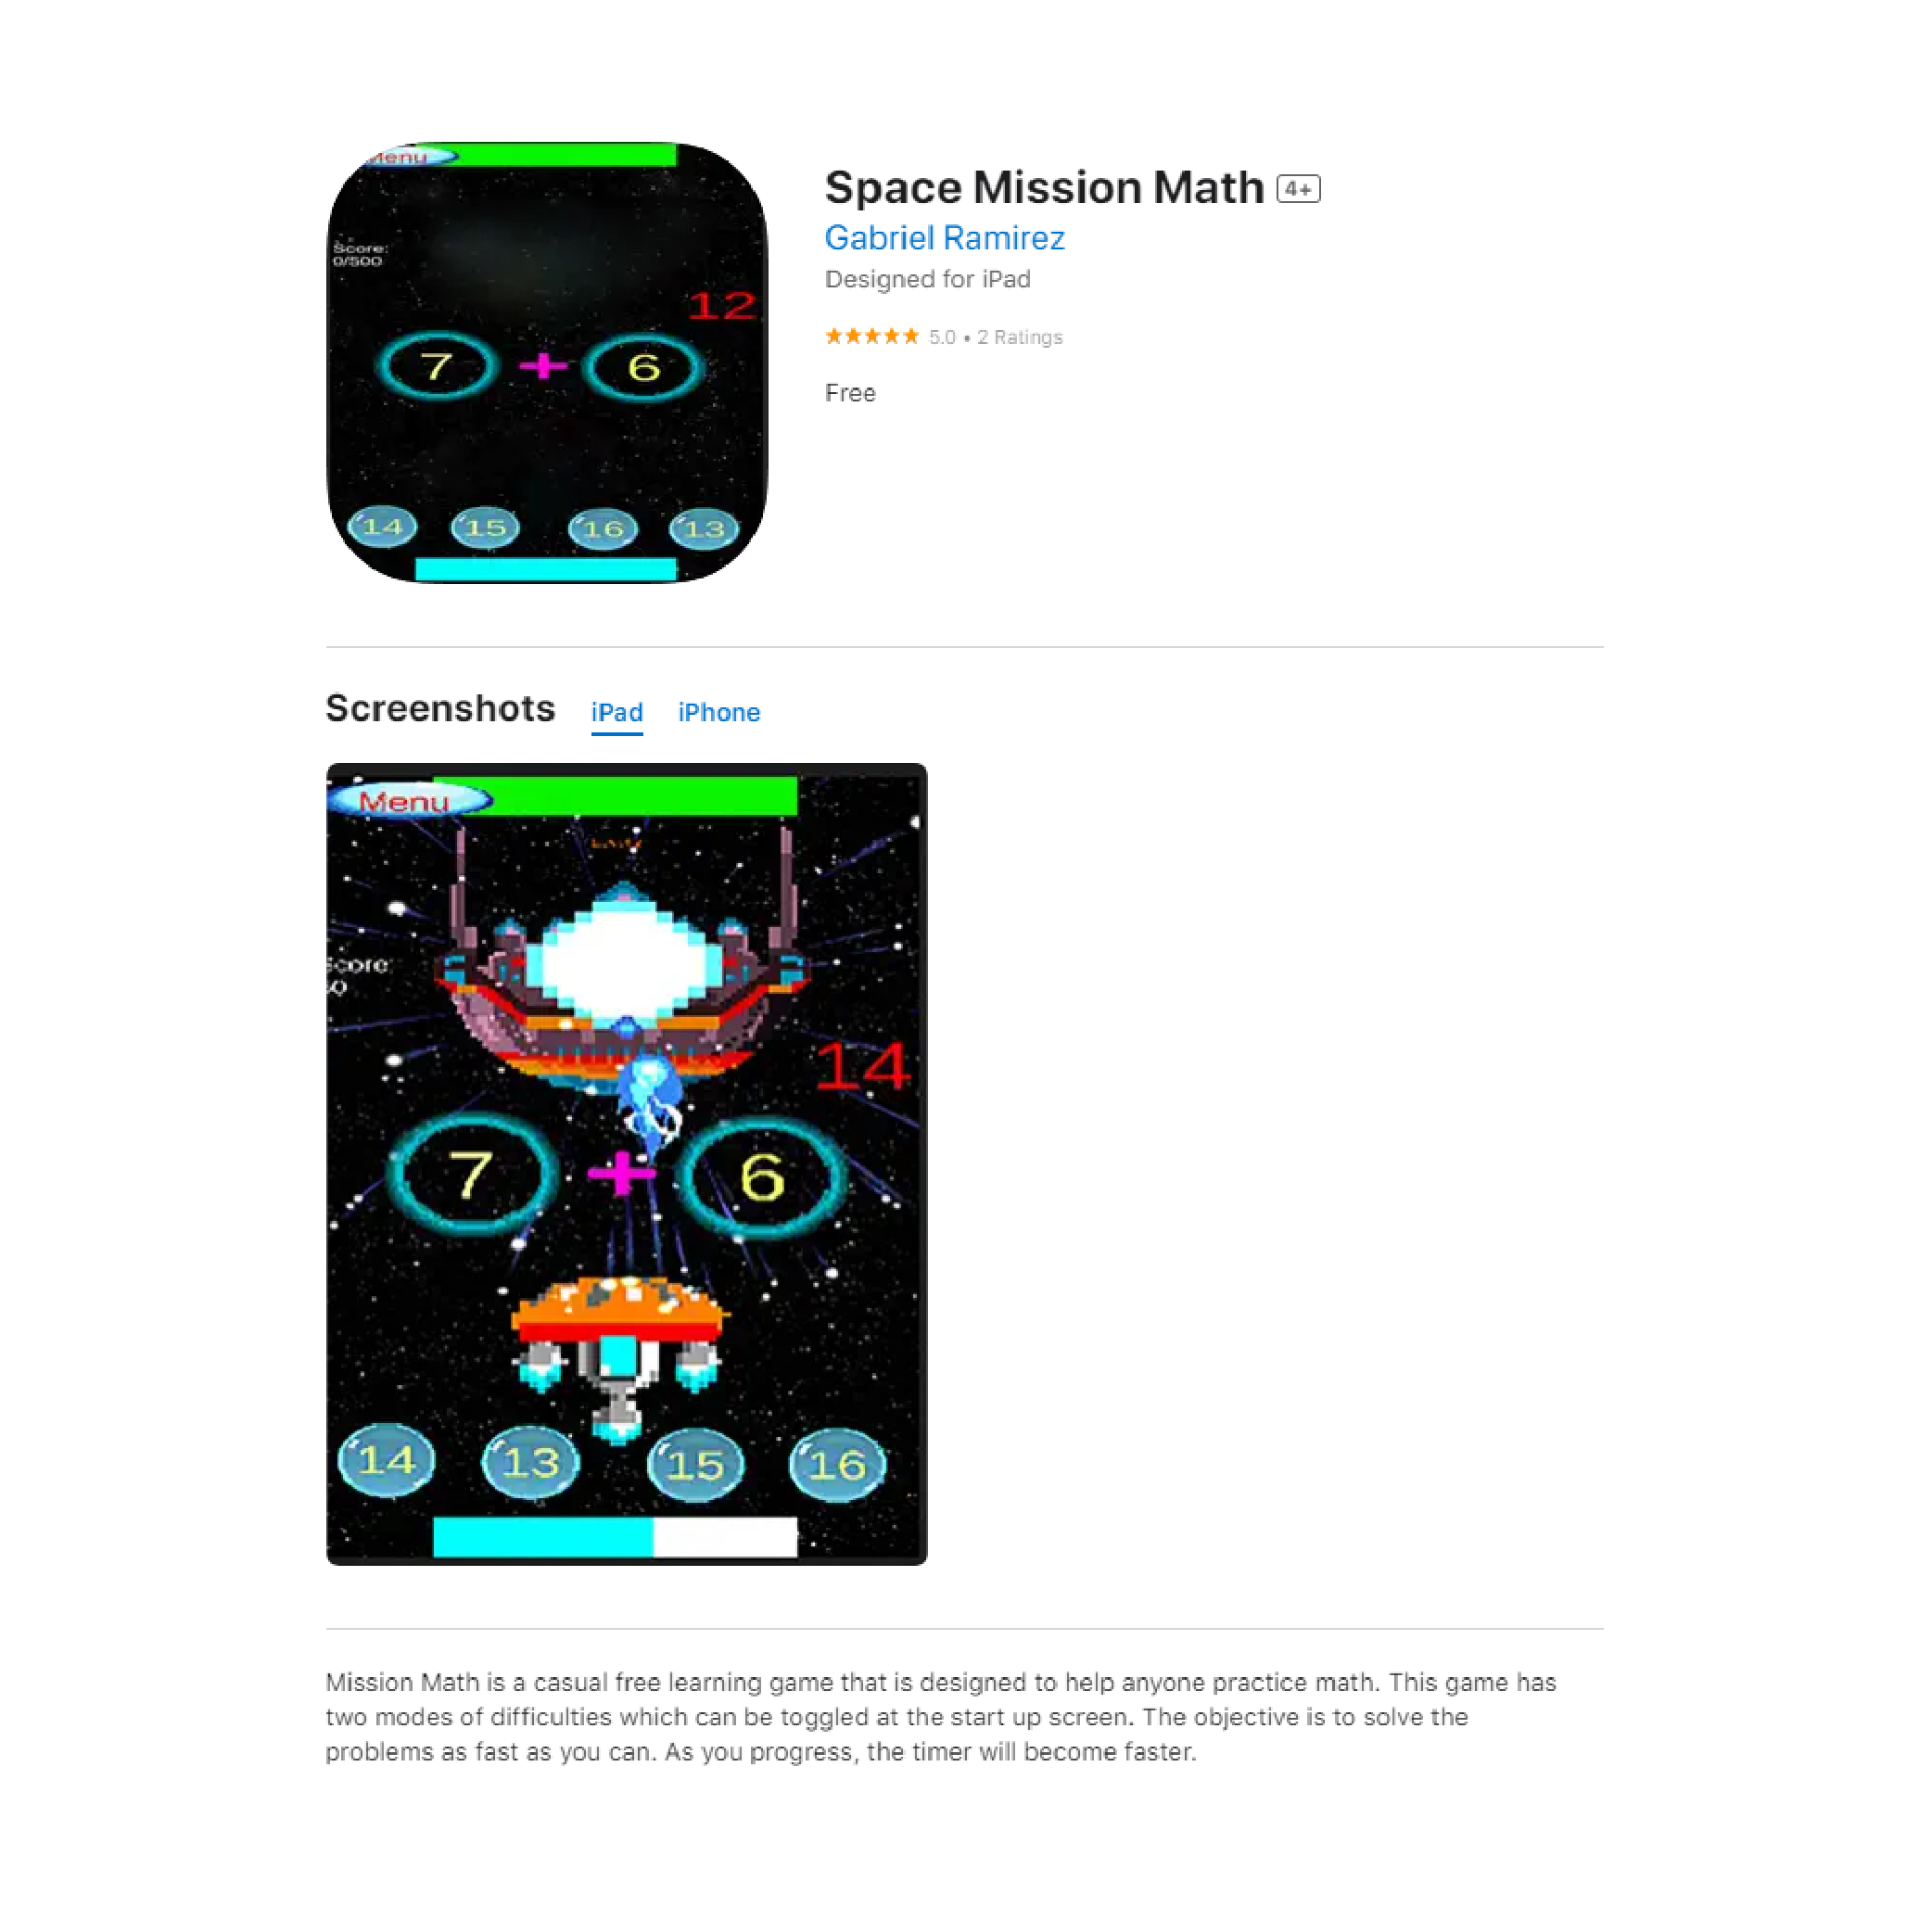 Menu
Score:
0/500
12
7 + 6
14 15 16 13
Space Mission Math 4+
Gabriel Ramirez
Designed for iPad
★★★★★ 5.0 • 2 Ratings
Free
Screenshots iPad iPhone
Menu
score
14
7 + 6
14 13 15 16
Mission Math is a casual free learning game that is designed to help anyone practice math. This game has
two modes of difficulties which can be toggled at the start up screen. The objective is to solve the
problems as fast as you can. As you progress, the timer will become faster.